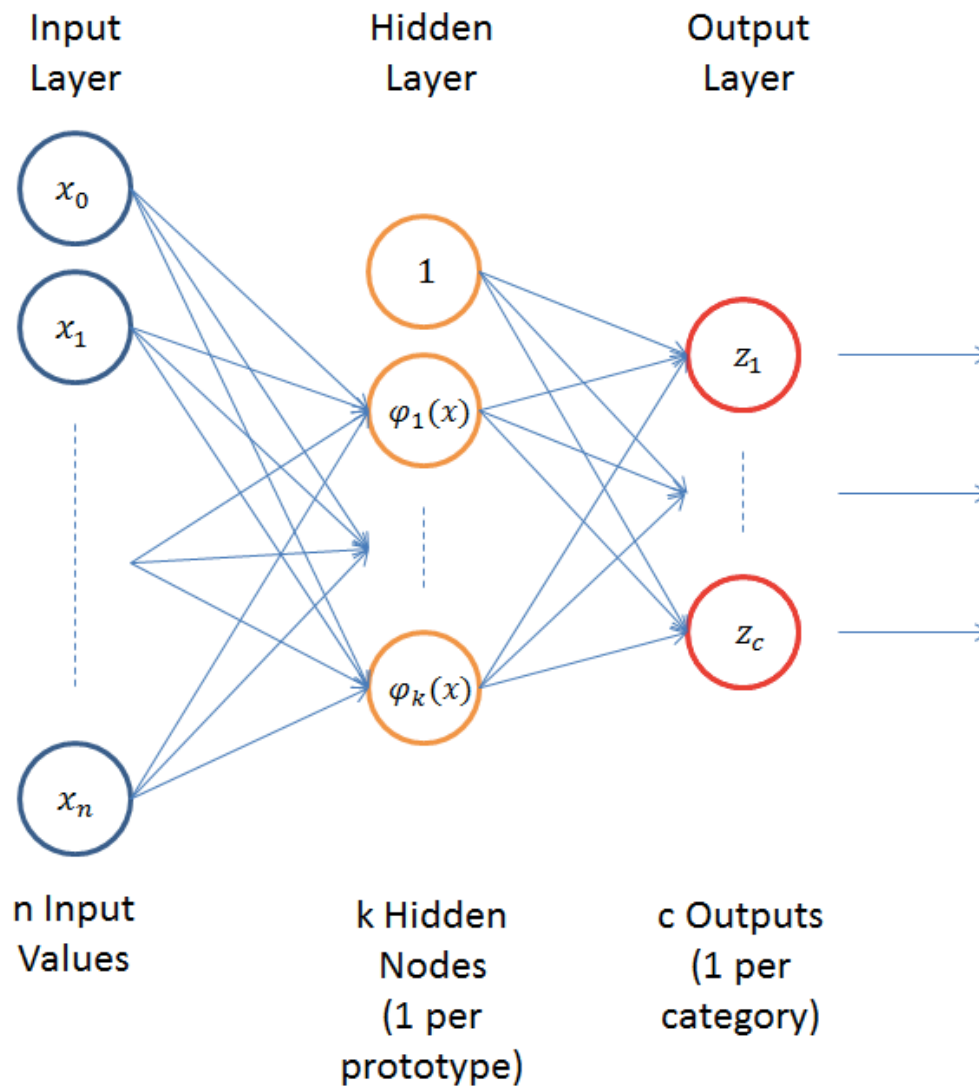 Input
Layer
Hidden
Layer
Output
Layer
x₀
x₁
xₙ
1
φ₁(x)
φₖ(x)
z₁
z_c
n Input
Values
k Hidden
Nodes
(1 per
prototype)
c Outputs
(1 per
category)